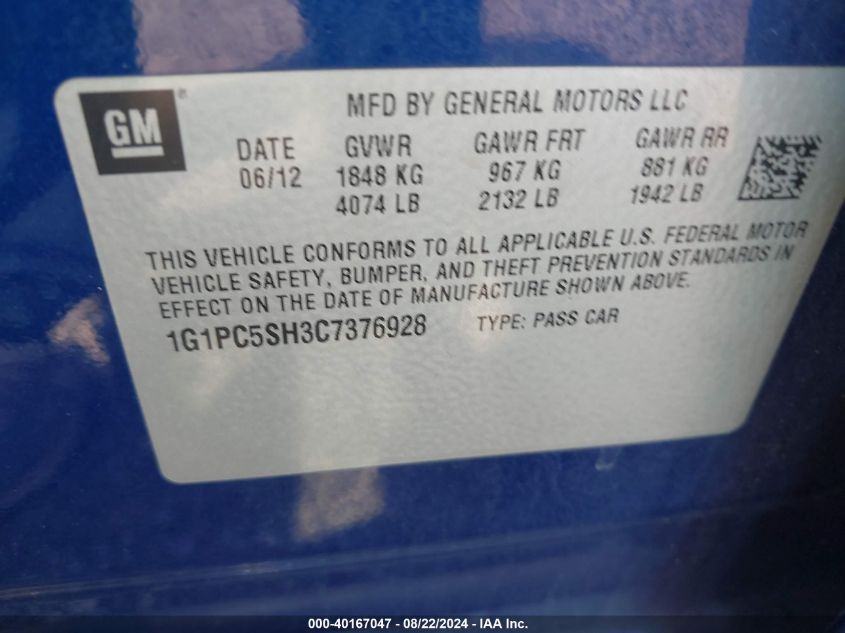 GM ®
MFD BY GENERAL MOTORS LLC
DATE GVWR GAWR FRT GAWR RR
06/12 1848 KG 967 KG 881 KG
4074 LB 2132 LB 1942 LB
THIS VEHICLE CONFORMS TO ALL APPLICABLE U.S. FEDERAL MOTOR
VEHICLE SAFETY, BUMPER, AND THEFT PREVENTION STANDARDS IN
EFFECT ON THE DATE OF MANUFACTURE SHOWN ABOVE.
1G1PC5SH3C7376928 TYPE: PASS CAR
000-40167047 - 08/22/2024 - IAA Inc.